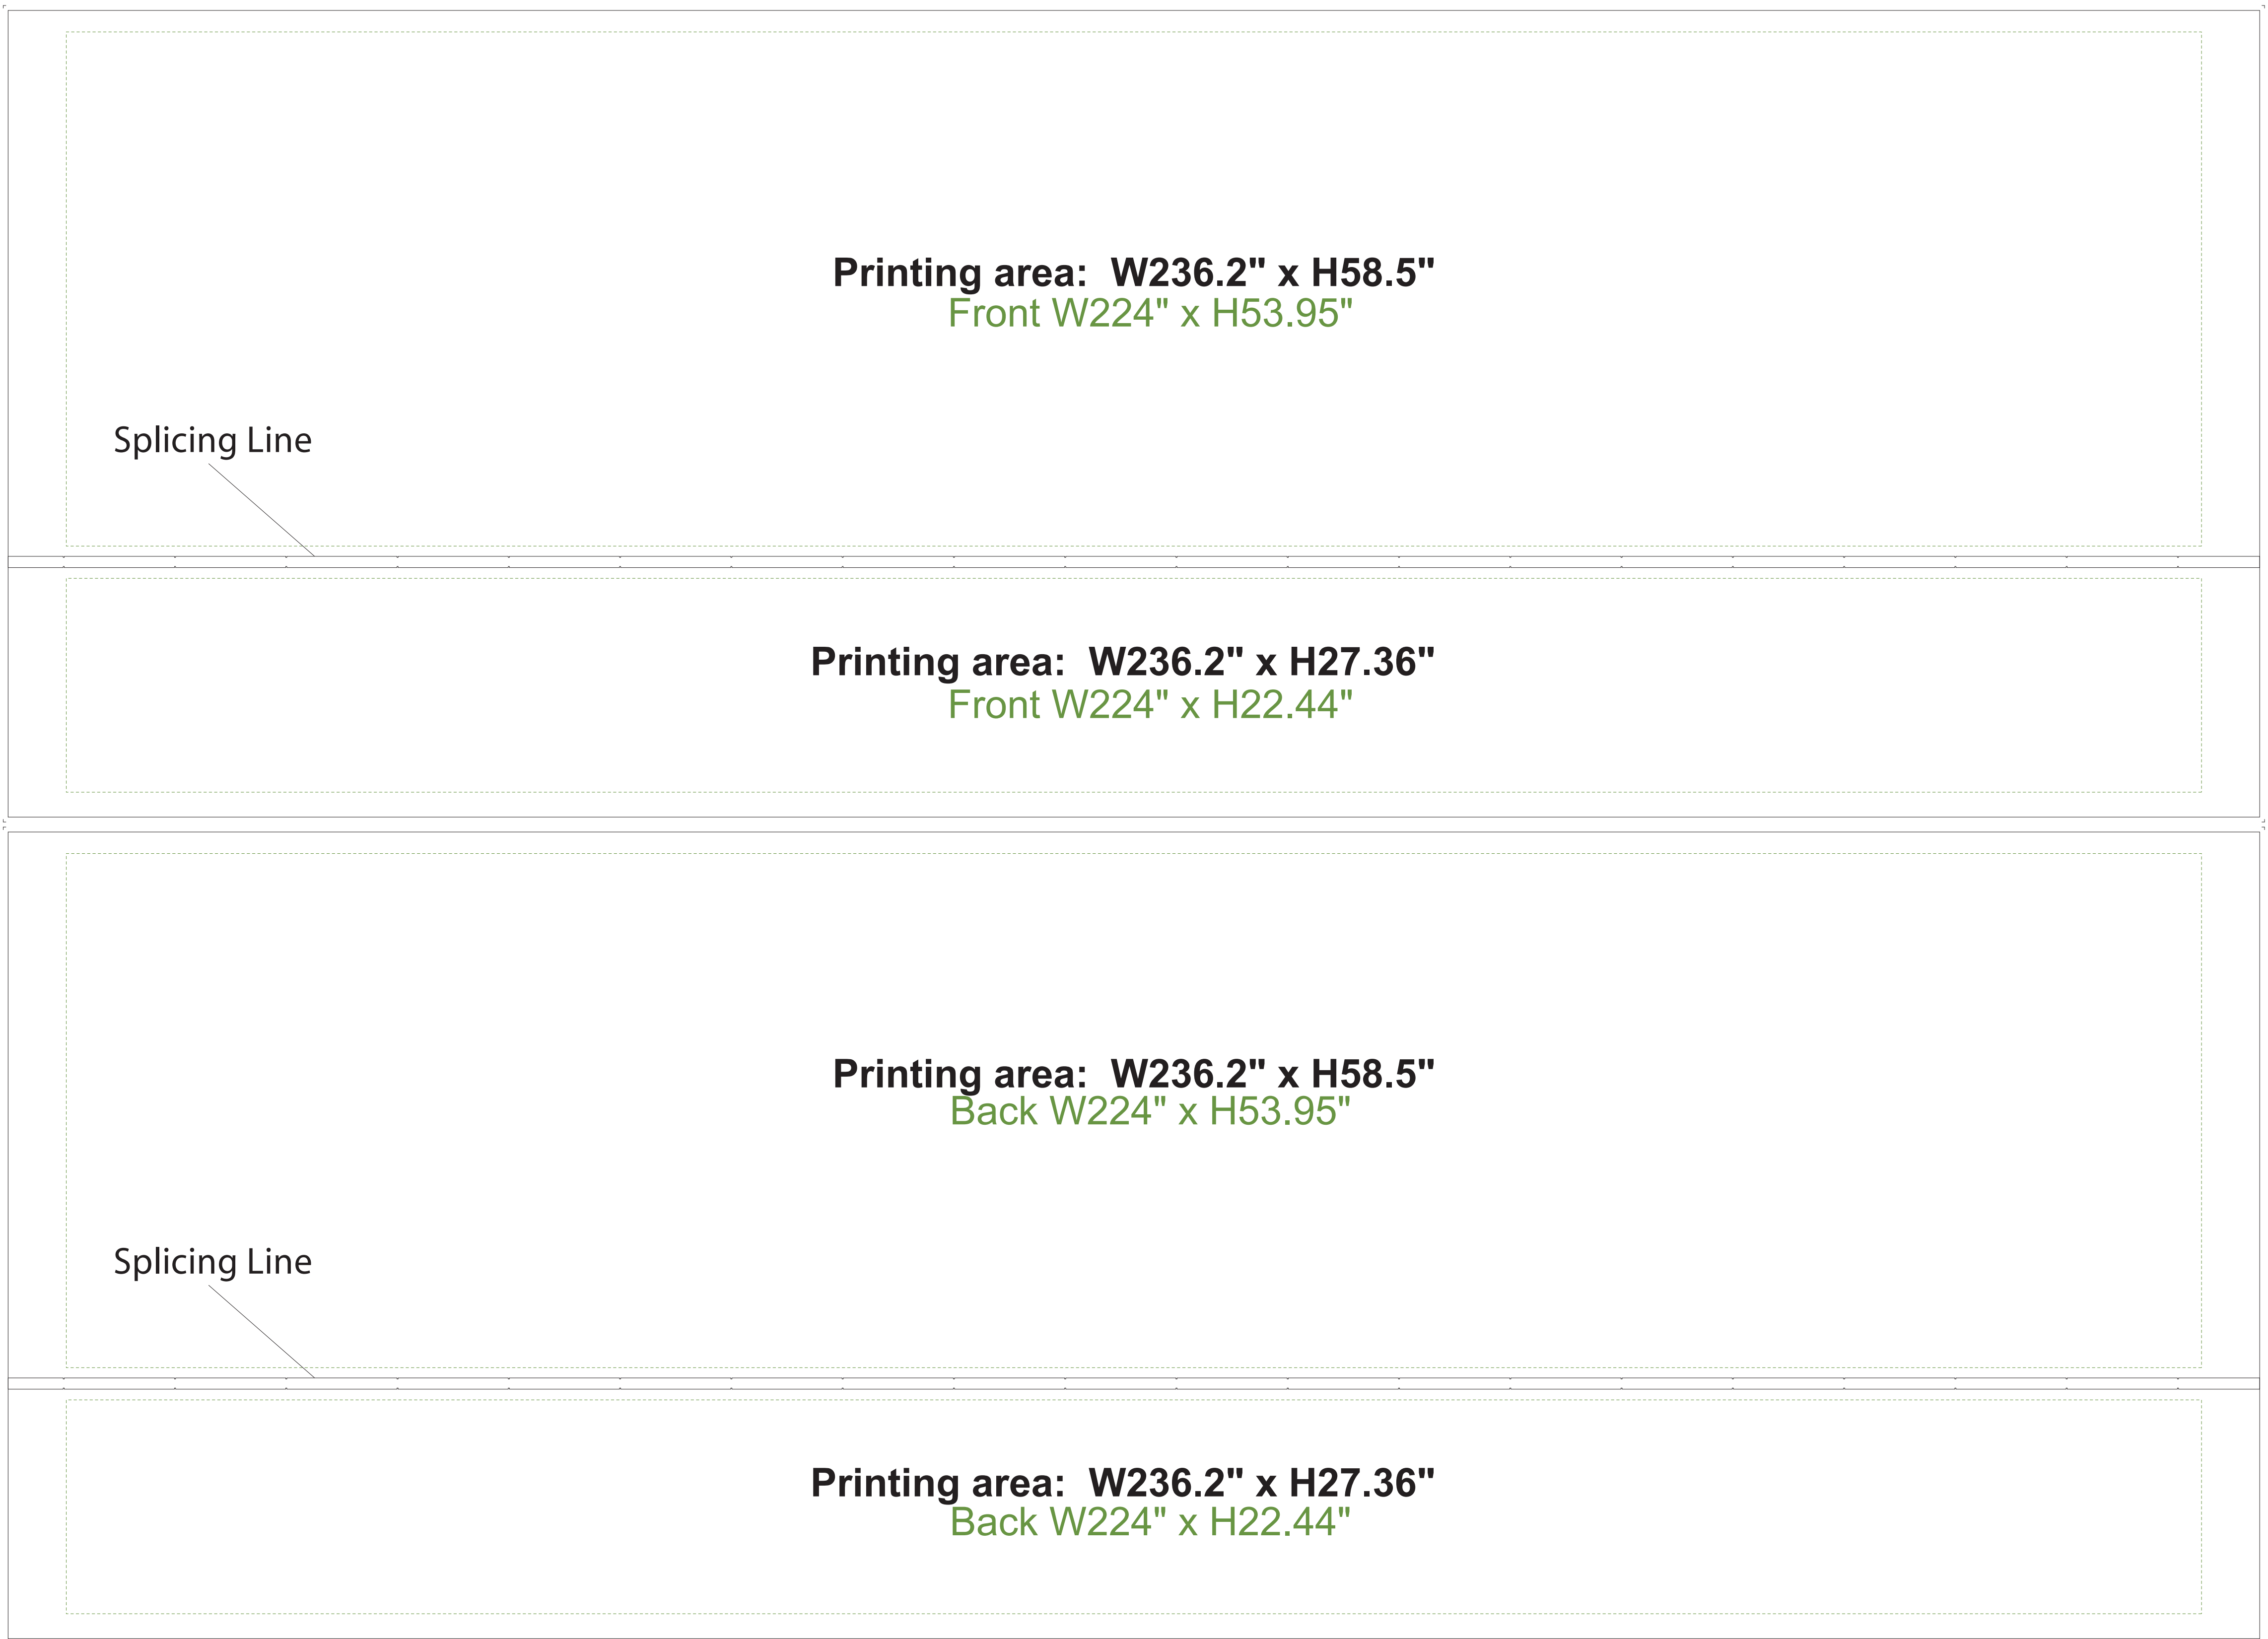 Printing area:  W236.2" x H58.5"
Front W224" x H53.95"
Splicing Line
Printing area:  W236.2" x H27.36"
Front W224" x H22.44"
Printing area:  W236.2" x H58.5"
Back W224" x H53.95"
Splicing Line
Printing area:  W236.2" x H27.36"
Back W224" x H22.44"